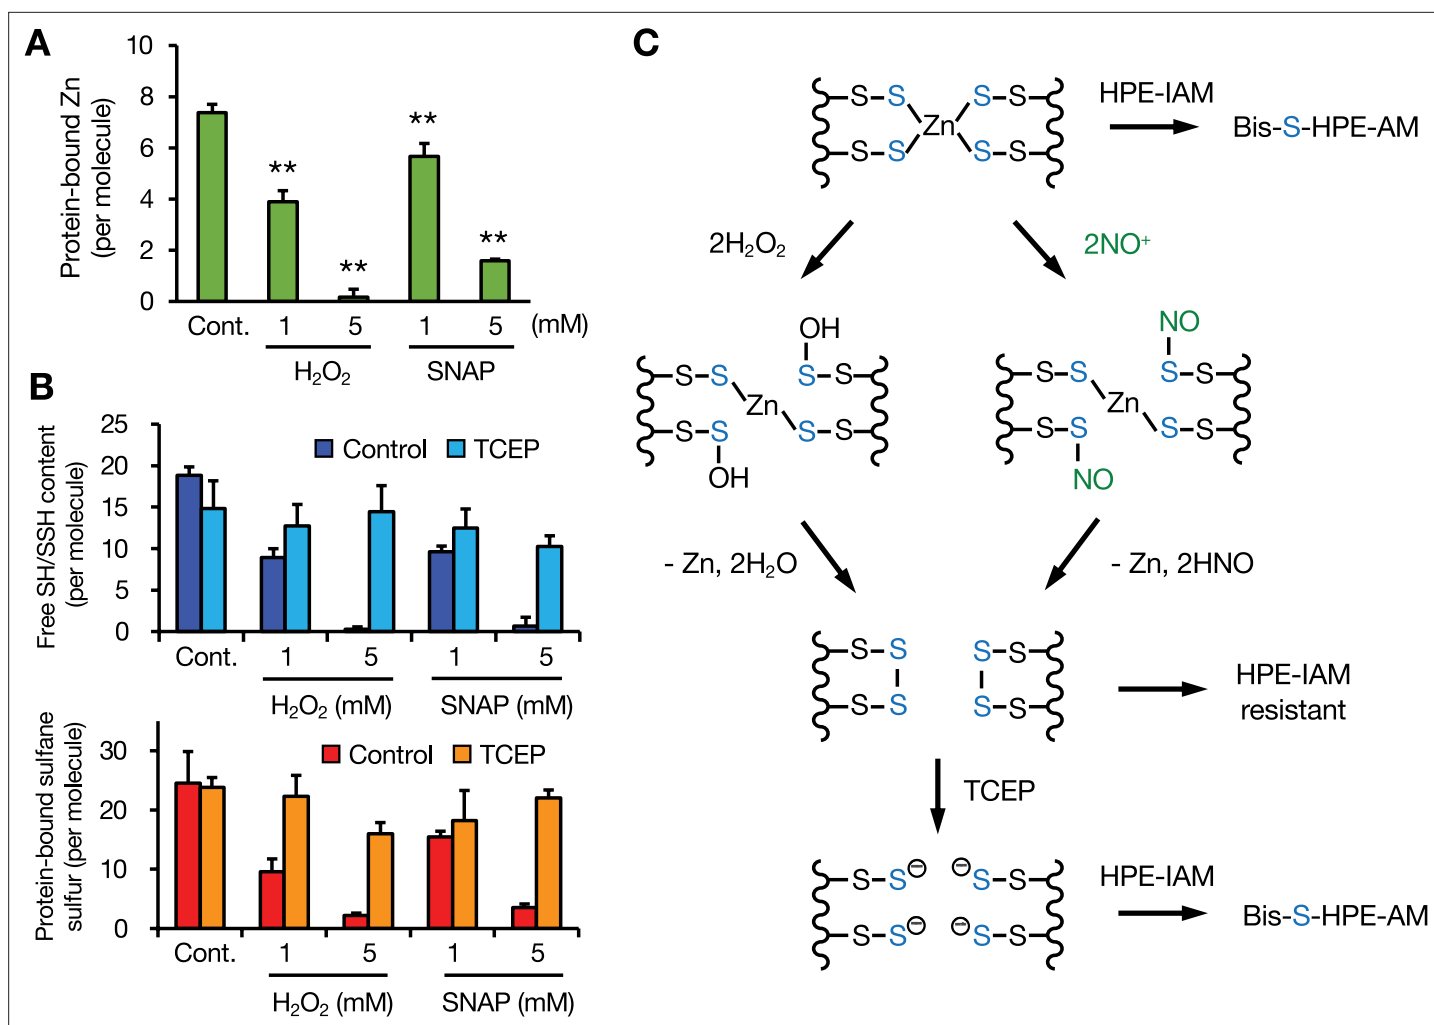 A
Protein-bound Zn
(per molecule)
10
8
6
4
2
0
**
**
**
**
Cont.
1
5
1
5
(mM)
H₂O₂
SNAP
B
Free SH/SSH content
(per molecule)
25
20
15
10
5
0
Control
TCEP
Cont.
1
5
1
5
H₂O₂ (mM)
SNAP (mM)
Protein-bound sulfane
sulfur (per molecule)
30
20
10
0
Control
TCEP
Cont.
1
5
1
5
H₂O₂ (mM)
SNAP (mM)
C
S S S S
Zn
S S S S
HPE-IAM
Bis-S-HPE-AM
2H₂O₂
2NO⁺
OH
S S S S
Zn
S S S S
OH
NO
S S S S
Zn
S S S S
NO
- Zn, 2H₂O
- Zn, 2HNO
S S S S
S S S S
HPE-IAM
resistant
TCEP
S S⊖ ⊖S S
S S⊖ ⊖S S
HPE-IAM
Bis-S-HPE-AM